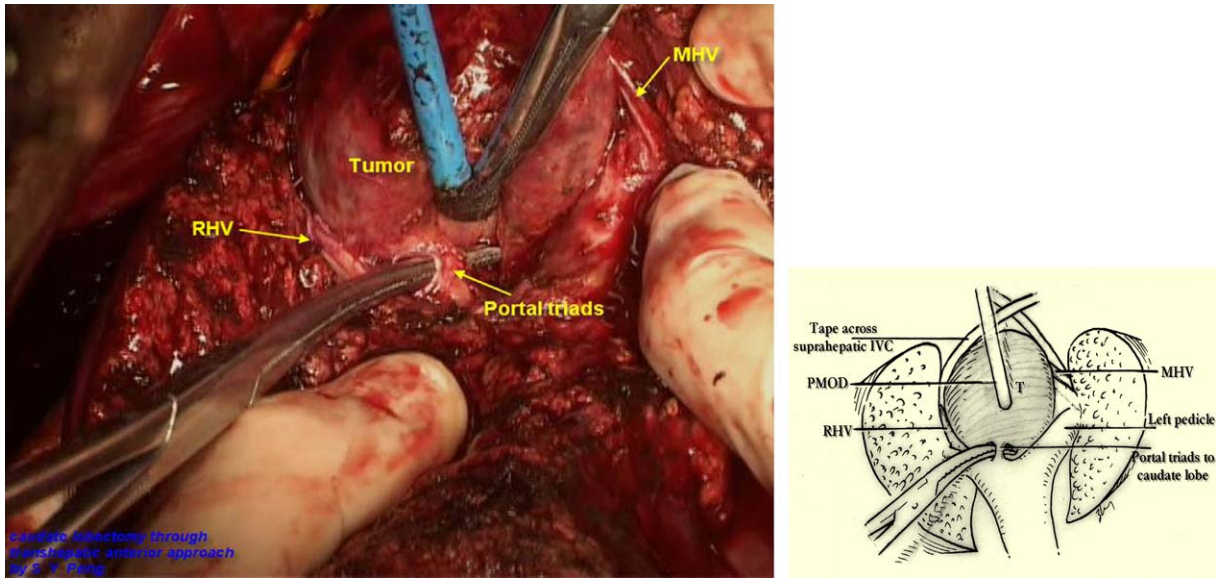 MHV
Tumor
RHV
Portal triads
caudate lobectomy through
transhepatic anterior approach
by S. Y. Peng
Tape across
suprahepatic IVC
PMOD
T
MHV
RHV
Left pedicle
Portal triads to
caudate lobe